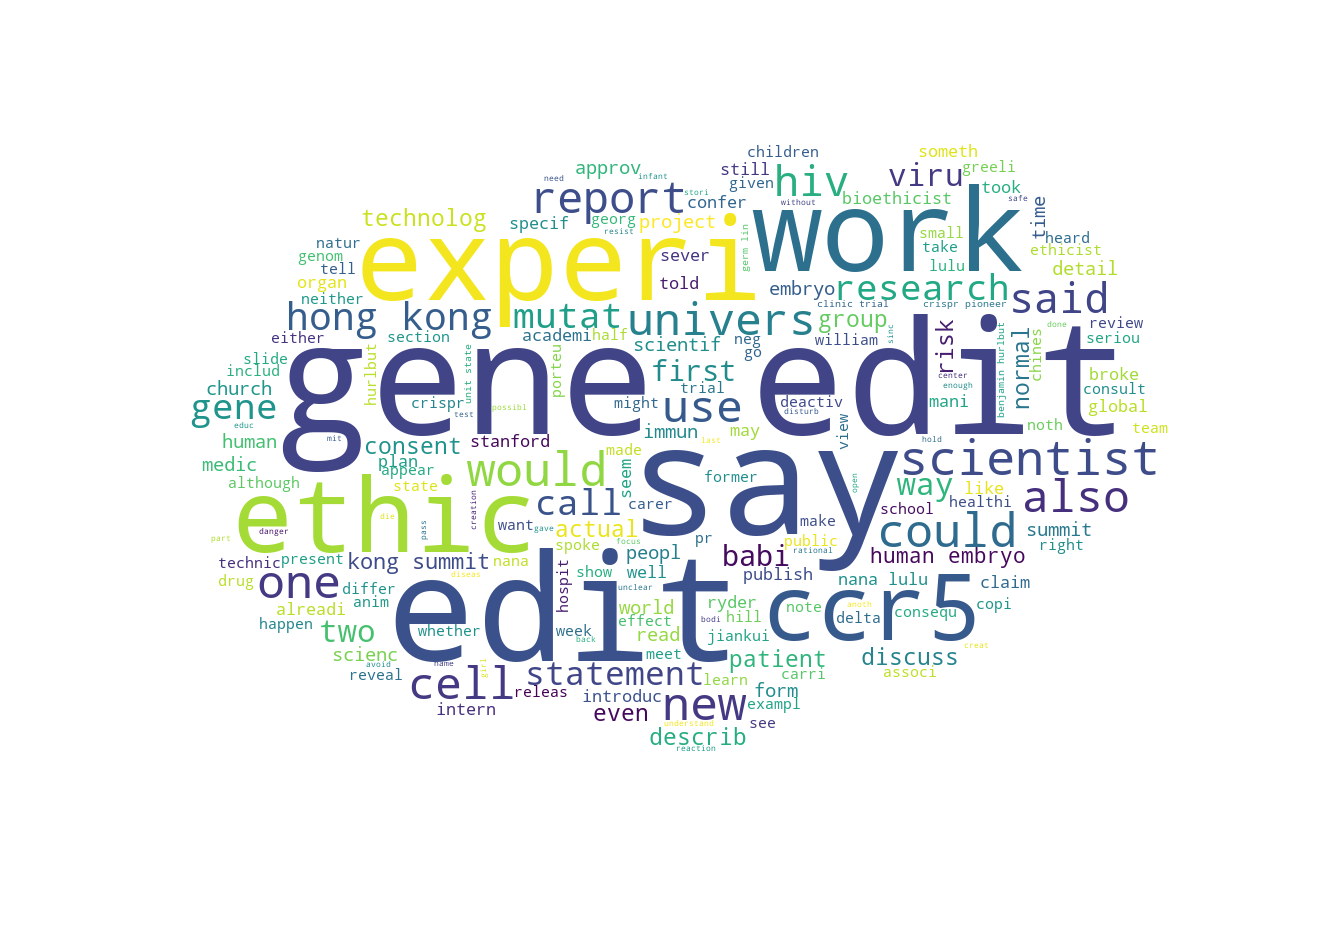 children
someth
approv
still
hiv
viru
greeli
need
infant
given
took
report
stori
confer
without
bioethicist
work
safe
time
technolog
specif
georg
resist
project
small
heard
natur
experi
sever
germ lin
take
ethicist
genom
tell
told
lulu
detail
organ
neither
embryo
research
said
hong kong
mutat
univers
clinic trial
crispr pioneer
group
either
section
academi
half
scientif
neg
go
william
sinc
risk
benjamin hurlbut
normal
chines
review
seriou
done
slide
includ
hurlbut
unit state
porteu
first
gene edit
center
enough
broke
consult
church
gene
crispr
test
possibl
trial
might
use
deactiv
disturb
mani
global
educ
human
mit
consent
stanford
immun
may
last
view
hold
noth
team
medic
plan
appear
would
made
say
scientist
although
state
seem
former
open
way
like
healthi
ethic
die
pass
creation
want
gave
call
carer
actual
make
school
also
part
danger
spoke
focus
pr
public
rational
could
summit
right
technic
present
kong summit
nana
hospit
peopl
babi
human embryo
drug
one
differ
anim
diseas
edit
show
well
unclear
publish
nana lulu
claim
alreadi
world
effect
ryder
hill
bodi
note
anoth
delta
ccr5
consequ
copi
happen
two
whether
week
back
read
jiankui
creat
scienc
avoid
reveal
name
girl
meet
patient
discuss
cell
statement
learn
carri
associ
intern
releas
introduc
new
form
exampl
even
understand
see
describ
reaction